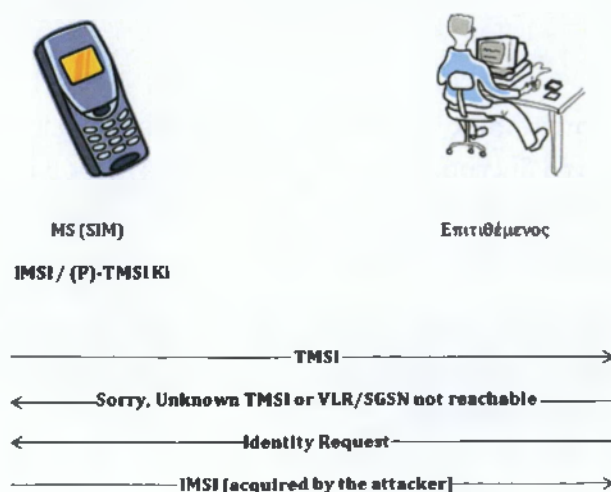 MS (SIM)
Επιτιθέμενος
IMSI / (P)-TMSI Ki
TMSI
Sorry, Unknown TMSI or VLR/SGSN not reachable
Identity Request
IMSI [acquired by the attacker]